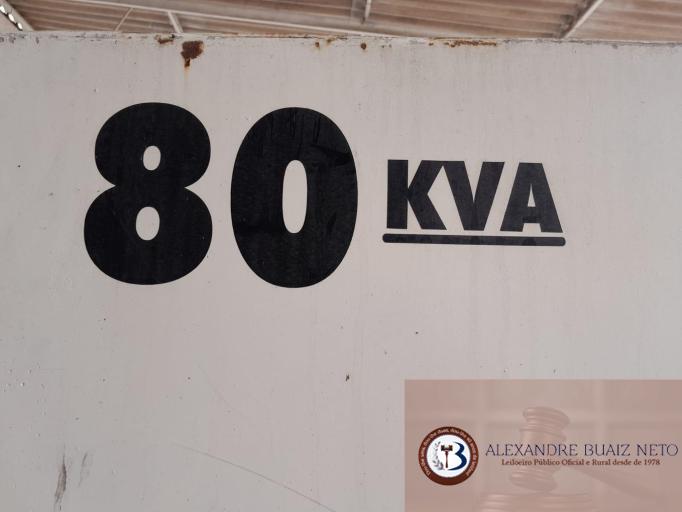 80 KVA
ALEXANDRE BUAIZ NETO
Leiloeiro Público Oficial e Rural desde de 1978